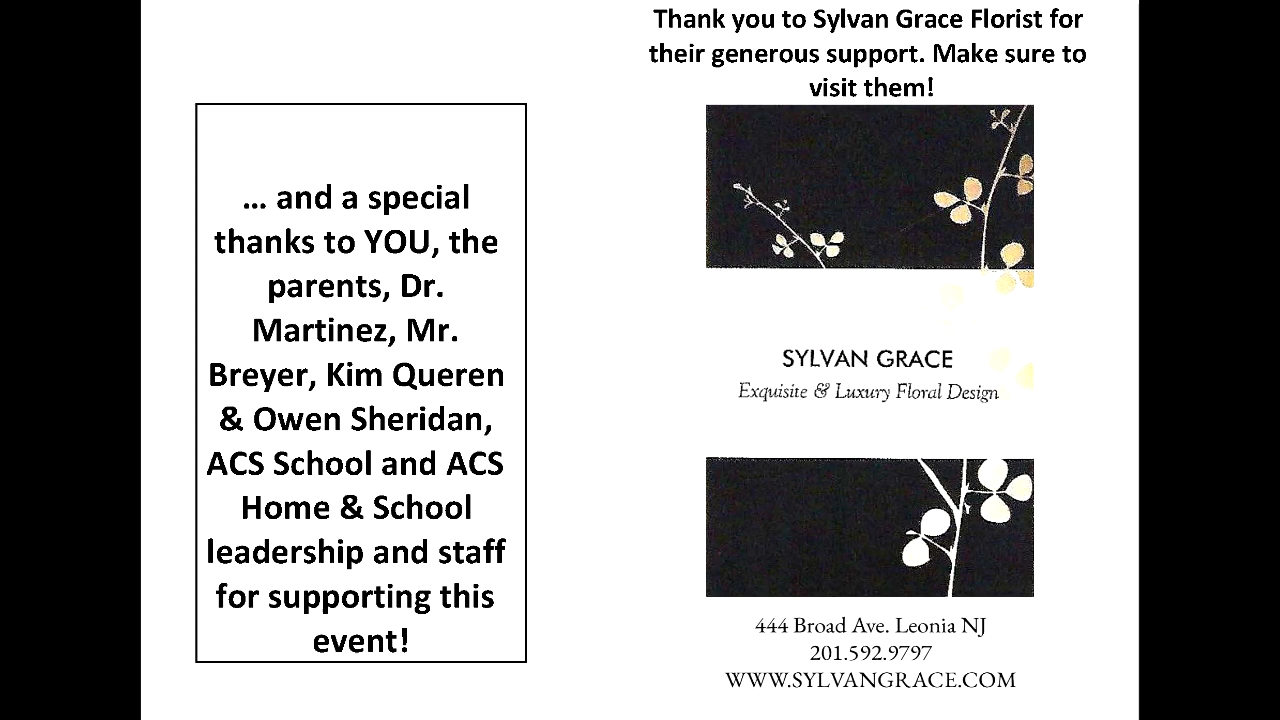 … and a special
thanks to YOU, the
parents, Dr.
Martinez, Mr.
Breyer, Kim Queren
& Owen Sheridan,
ACS School and ACS
Home & School
leadership and staff
for supporting this
event!
Thank you to Sylvan Grace Florist for
their generous support. Make sure to
visit them!
SYLVAN GRACE
Exquisite & Luxury Floral Design
444 Broad Ave. Leonia NJ
201.592.9797
WWW.SYLVANGRACE.COM